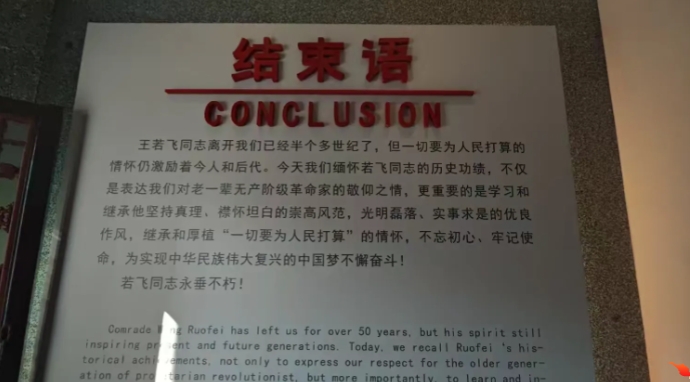 结束语
CONCLUSION
王若飞同志离开我们已经半个多世纪了，但一切要为人民打算的
情怀仍激励着今人和后代。今天我们缅怀若飞同志的历史功绩，不仅
是表达我们对老一辈无产阶级革命家的敬仰之情，更重要的是学习和
继承他坚持真理、襟怀坦白的崇高风范，光明磊落、实事求是的优良
作风，继承和厚植“一切要为人民打算”的情怀，不忘初心、牢记使
命，为实现中华民族伟大复兴的中国梦不懈奋斗！
若飞同志永垂不朽！
Comrade Ruofei has left us for over 50 years, but his spirit still
inspiring present and future generations. Today, we recall Ruofei 's his-
torical achievements, not only to express our respect for the older gener-
ation of proletarian revolutionist, but more importantly, to learn and in-